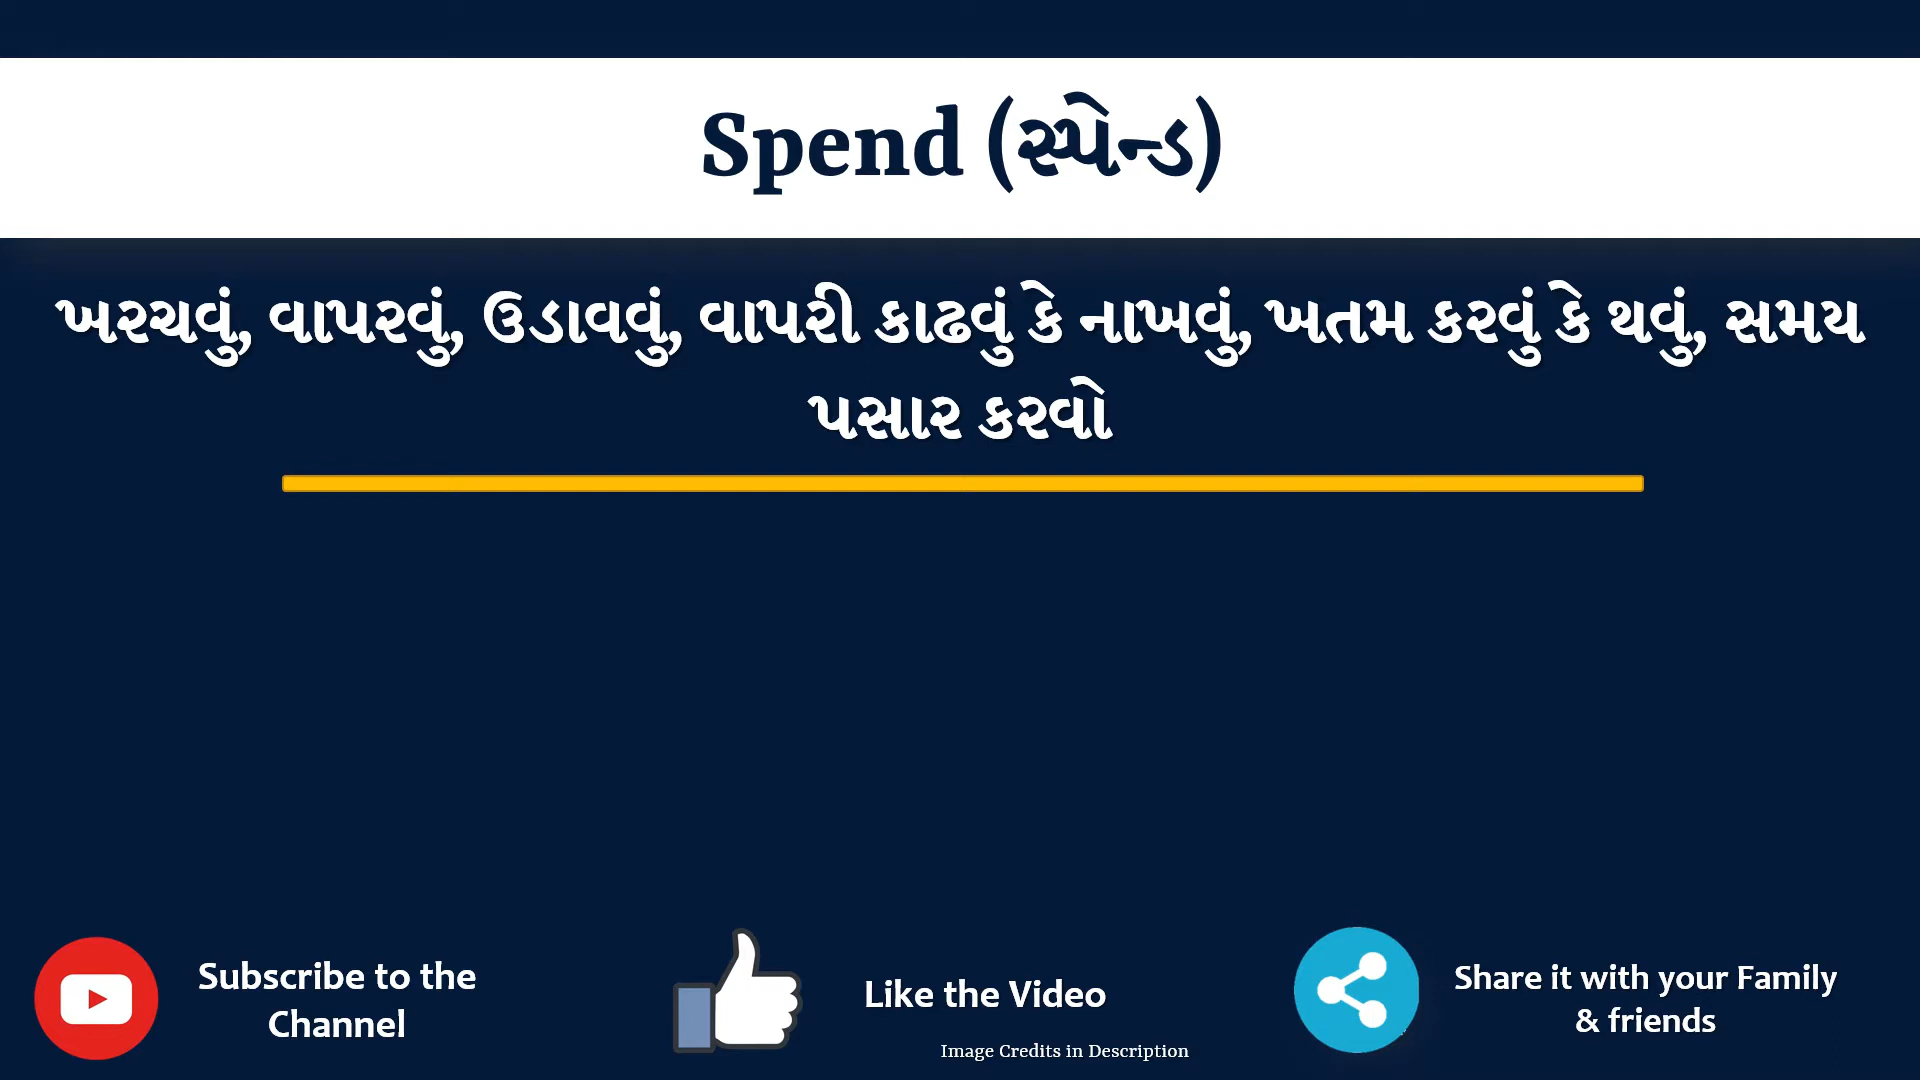 Spend (સ્પેન્ડ)
ખરચવું, વાપરવું, ઉડાવવું, વાપરી કાઢવું કે નાખવું, ખતમ કરવું કે થવું, સમય
પસાર કરવો
Subscribe to the
Channel
Like the Video
Share it with your Family
& friends
Image Credits in Description